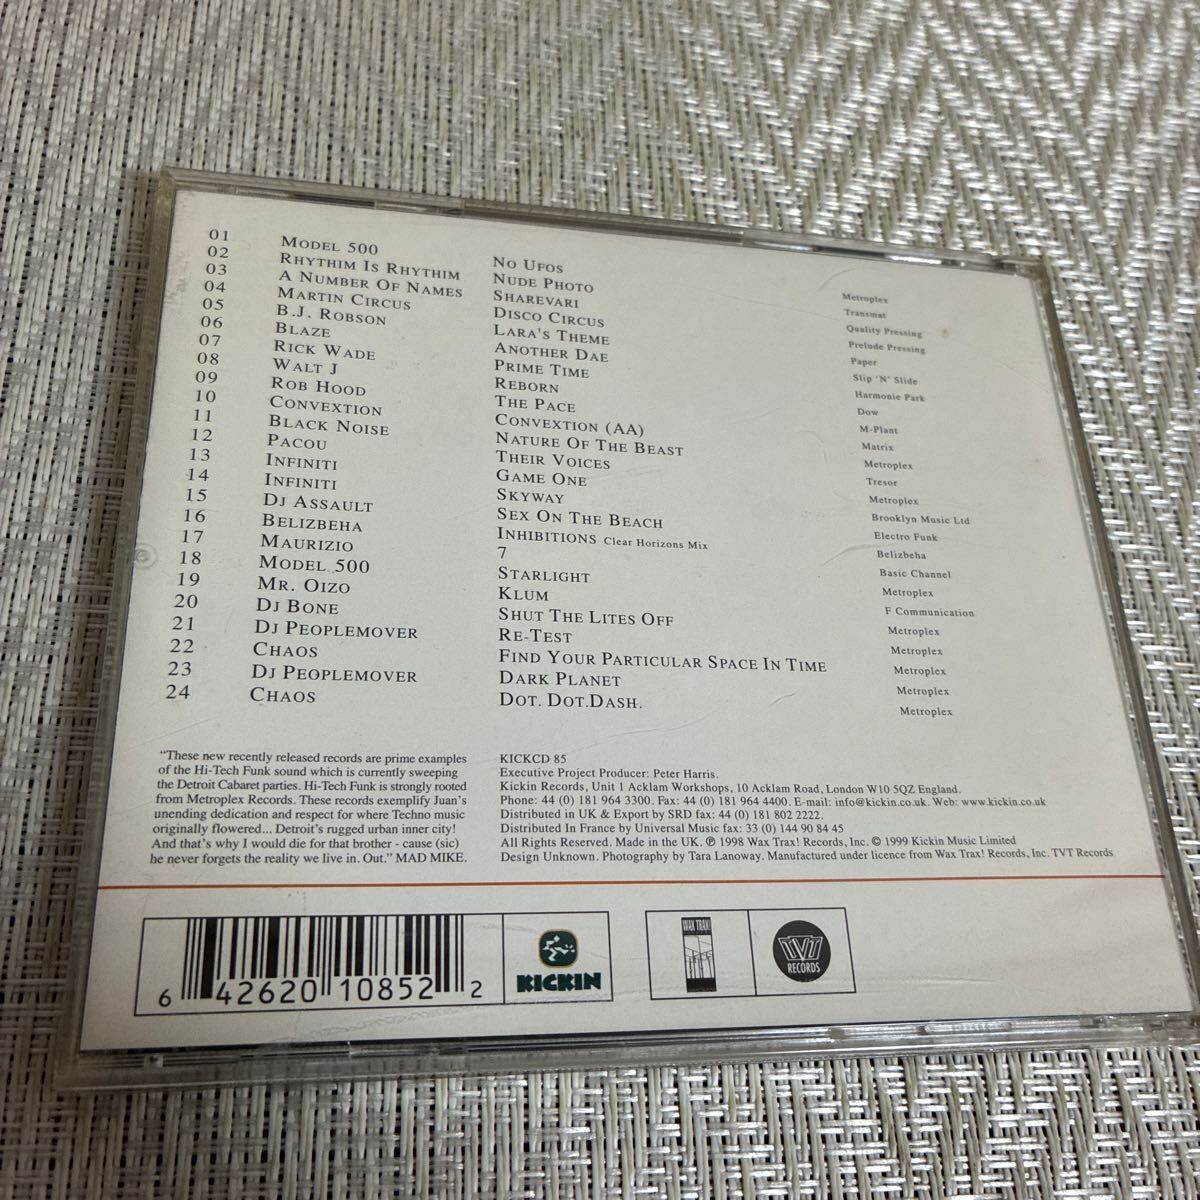 01 MODEL 500 NO UFOS Metroplex
02 RHYTHIM IS RHYTHIM NUDE PHOTO Transmat
03 A NUMBER OF NAMES SHAREVARI Quality Pressing
04 MARTIN CIRCUS DISCO CIRCUS Prelude Pressing
05 B.J. ROBSON LARA'S THEME Paper
06 BLAZE ANOTHER DAE Slip 'N' Slide
07 RICK WADE PRIME TIME Harmonie Park
08 WALT J REBORN Dow
09 ROB HOOD THE PACE M-Plant
10 CONVEXTION CONVEXTION (AA) Matrix
11 BLACK NOISE NATURE OF THE BEAST Metroplex
12 PACOU THEIR VOICES Tresor
13 INFINITI GAME ONE Metroplex
14 INFINITI SKYWAY Brooklyn Music Ltd
15 DJ ASSAULT SEX ON THE BEACH Electro Funk
16 BELIZBEHA INHIBITIONS Clear Horizons Mix Belizbeha
17 MAURIZIO 7 Basic Channel
18 MODEL 500 STARLIGHT Metroplex
19 MR. OIZO KLUM F Communication
20 DJ BONE SHUT THE LITES OFF Metroplex
21 DJ PEOPLEMOVER RE-TEST Metroplex
22 CHAOS FIND YOUR PARTICULAR SPACE IN TIME Metroplex
23 DJ PEOPLEMOVER DARK PLANET Metroplex
24 CHAOS DOT. DOT.DASH. Metroplex
"These new recently released records are prime examples
of the Hi-Tech Funk sound which is currently sweeping
the Detroit Cabaret parties. Hi-Tech Funk is strongly rooted
from Metroplex Records. These records exemplify Juan's
unending dedication and respect for where Techno music
originally flowered... Detroit's rugged urban inner city!
And that's why I would die for that brother - cause (sic)
he never forgets the reality we live in. Out." MAD MIKE.
KICKCD 85
Executive Project Producer: Peter Harris.
Kickin Records, Unit 1 Acklam Workshops, 10 Acklam Road, London W10 5QZ England.
Phone: 44 (0) 181 964 3300. Fax: 44 (0) 181 964 4400. E-mail: info@kickin.co.uk. Web: www.kickin.co.uk
Distributed in UK & Export by SRD fax: 44 (0) 181 802 2222.
Distributed In France by Universal Music fax: 33 (0) 144 90 84 45
All Rights Reserved. Made in the UK. ℗ 1998 Wax Trax! Records, Inc. © 1999 Kickin Music Limited
Design Unknown. Photography by Tara Lanoway. Manufactured under licence from Wax Trax! Records, Inc. TVT Records
6 42620 10852 2
KICKIN
WAX TRAX!
TVT
RECORDS